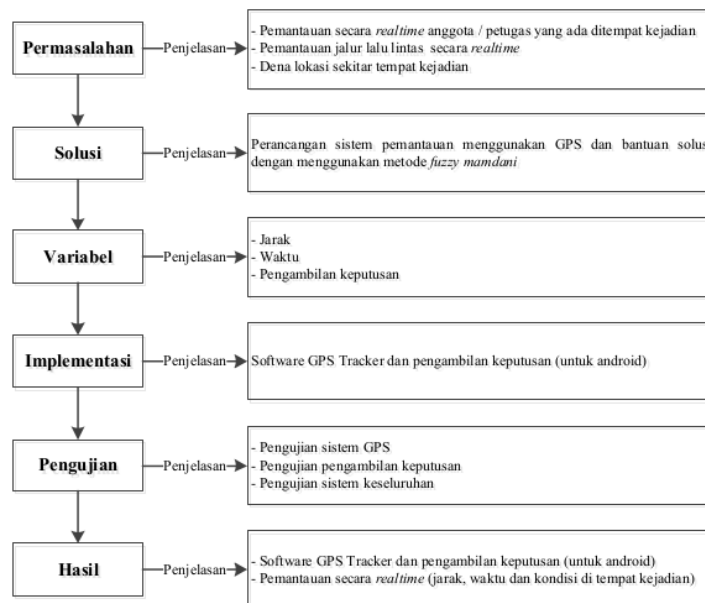 Permasalahan
Penjelasan
- Pemantauan secara realtime anggota / petugas yang ada ditempat kejadian
- Pemantauan jalur lalu lintas secara realtime
- Dena lokasi sekitar tempat kejadian
Solusi
Penjelasan
Perancangan sistem pemantauan menggunakan GPS dan bantuan solus
dengan menggunakan metode fuzzy mamdani
Variabel
Penjelasan
- Jarak
- Waktu
- Pengambilan keputusan
Implementasi
Penjelasan
Software GPS Tracker dan pengambilan keputusan (untuk android)
Pengujian
Penjelasan
- Pengujian sistem GPS
- Pengujian pengambilan keputusan
- Pengujian sistem keseluruhan
Hasil
Penjelasan
- Software GPS Tracker dan pengambilan keputusan (untuk android)
- Pemantauan secara realtime (jarak, waktu dan kondisi di tempat kejadian)